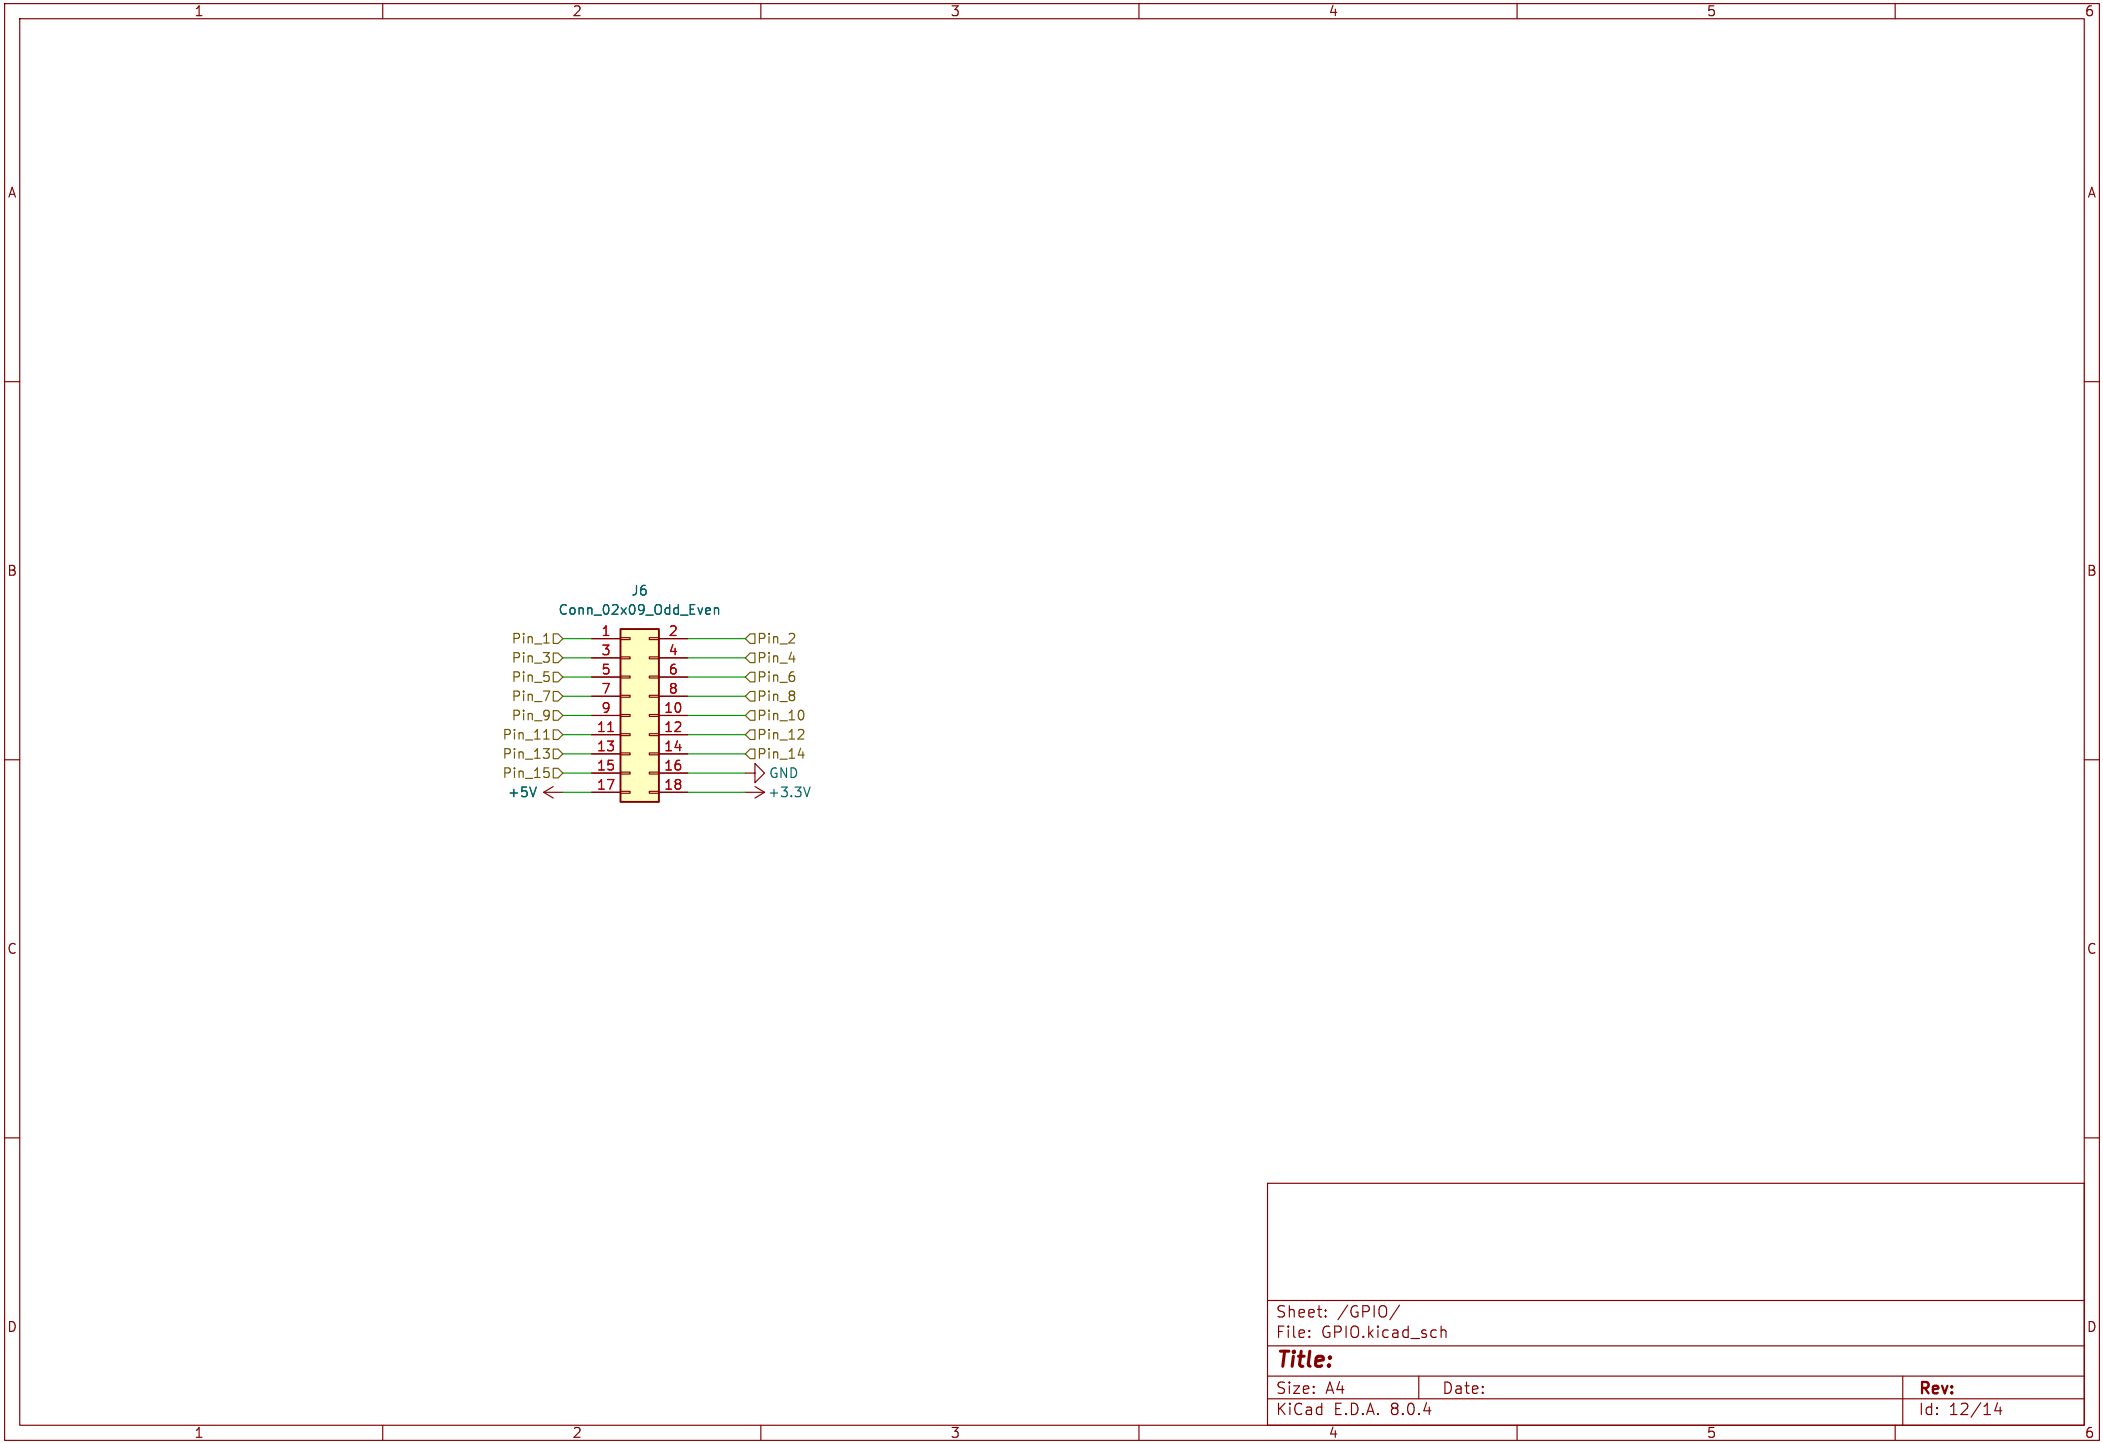 1 2 3 4 5 6
A A
B B
J6
Conn_02x09_Odd_Even
Pin_1 1 2 Pin_2
Pin_3 3 4 Pin_4
Pin_5 5 6 Pin_6
Pin_7 7 8 Pin_8
Pin_9 9 10 Pin_10
Pin_11 11 12 Pin_12
Pin_13 13 14 Pin_14
Pin_15 15 16 GND
+5V 17 18 +3.3V
C C
D D
Sheet: /GPIO/
File: GPIO.kicad_sch
Title:
Size: A4 Date: Rev:
KiCad E.D.A. 8.0.4 Id: 12/14
1 2 3 4 5 6